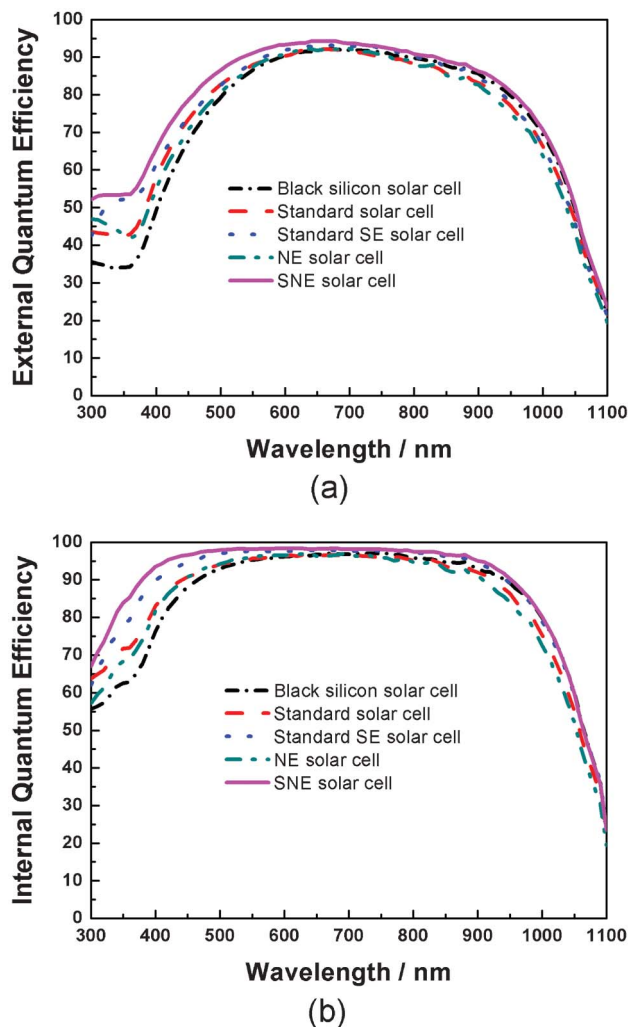 100
90
80
70
60
50
40
30
20
10
0
External Quantum Efficiency
Black silicon solar cell
Standard solar cell
Standard SE solar cell
NE solar cell
SNE solar cell
300 400 500 600 700 800 900 1000 1100
Wavelength / nm
(a)
100
90
80
70
60
50
40
30
20
10
0
Internal Quantum Efficiency
Black silicon solar cell
Standard solar cell
Standard SE solar cell
NE solar cell
SNE solar cell
300 400 500 600 700 800 900 1000 1100
Wavelength / nm
(b)